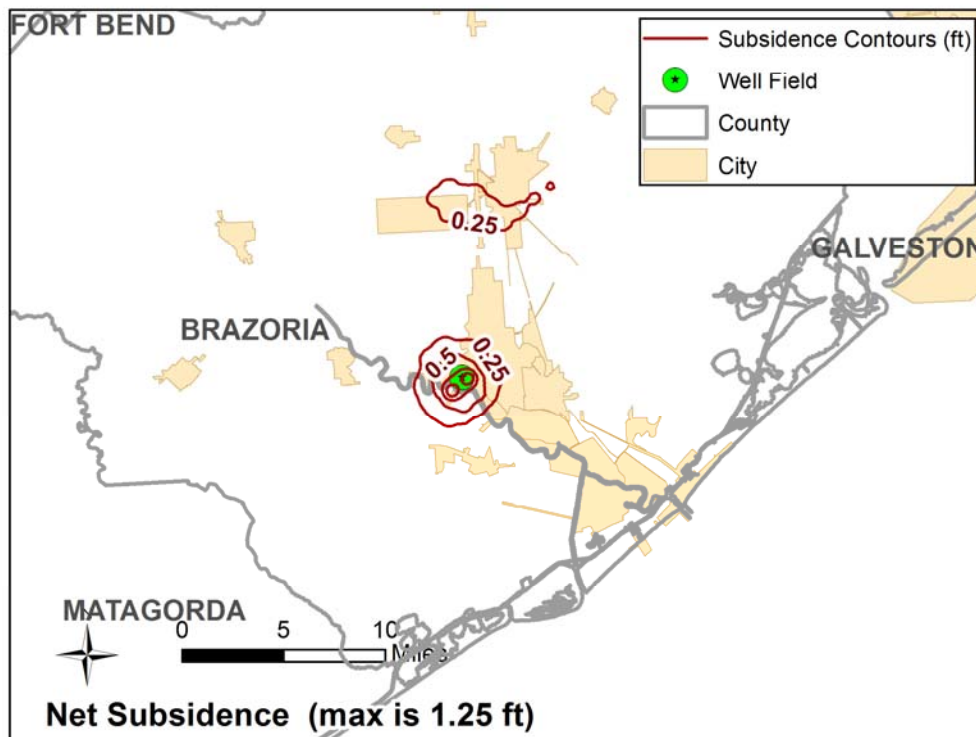 FORT BEND
Subsidence Contours (ft)
Well Field
County
City
0.25
GALVESTON
BRAZORIA
0.5
0.25
MATAGORDA
0 5 10
Miles
Net Subsidence (max is 1.25 ft)